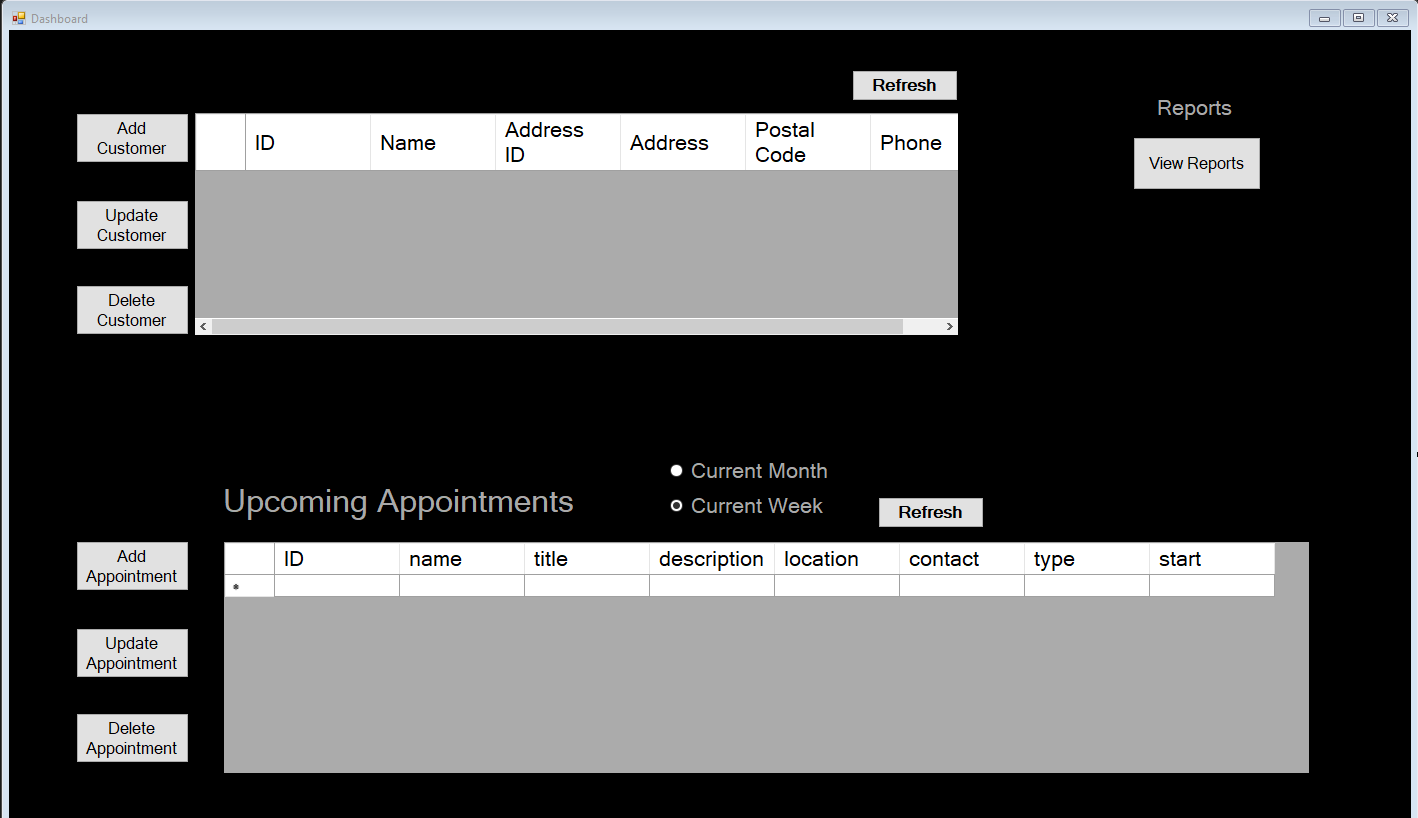 Dashboard
Refresh
Reports
Add
Customer
ID
Name
Address
ID
Address
Postal
Code
Phone
View Reports
Update
Customer
Delete
Customer
Current Month
Upcoming Appointments
Current Week
Refresh
Add
Appointment
ID
name
title
description
location
contact
type
start
*
Update
Appointment
Delete
Appointment